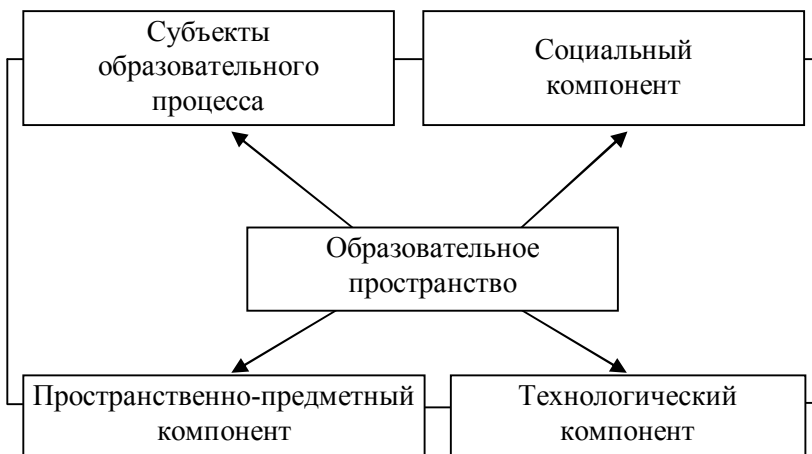 Субъекты
образовательного
процесса
Социальный
компонент
Образовательное
пространство
Пространственно-предметный
компонент
Технологический
компонент